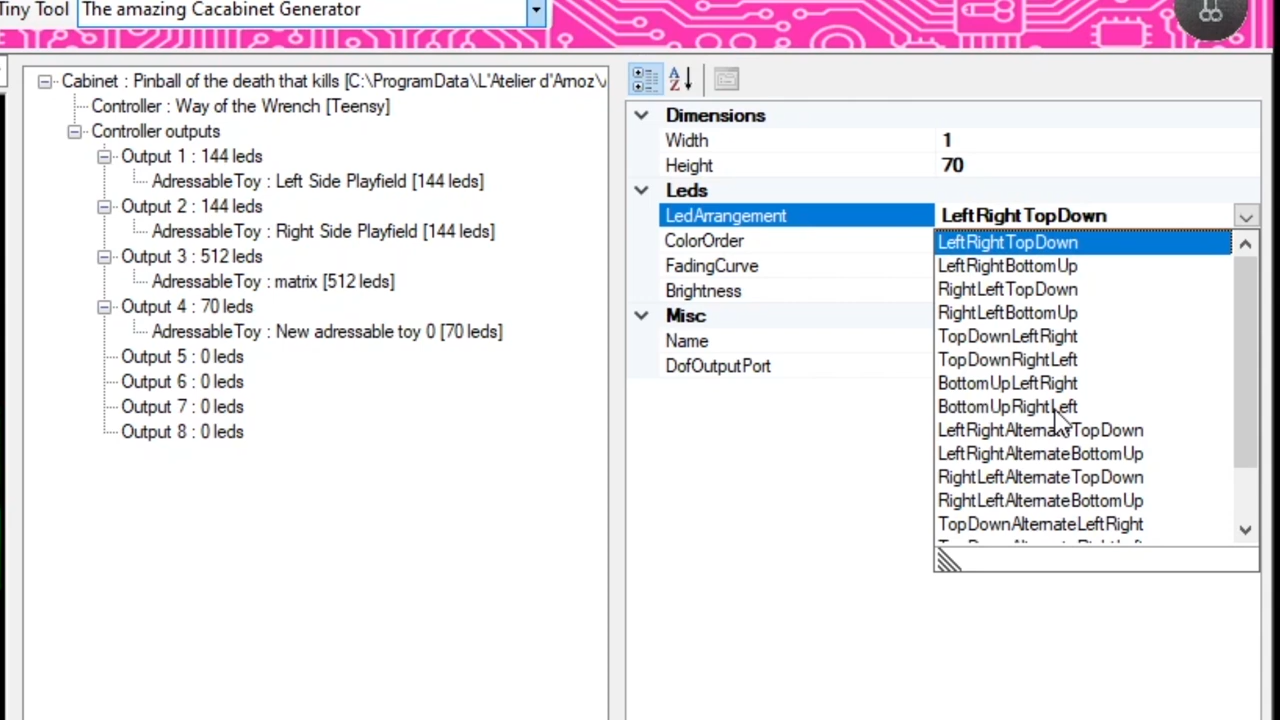 Tiny Tool The amazing Cacabinet Generator
Cabinet : Pinball of the death that kills [C:\ProgramData\L'Atelier d'Amoz\
Controller : Way of the Wrench [Teensy]
Controller outputs
Output 1 : 144 leds
AdressableToy : Left Side Playfield [144 leds]
Output 2 : 144 leds
AdressableToy : Right Side Playfield [144 leds]
Output 3 : 512 leds
AdressableToy : matrix [512 leds]
Output 4 : 70 leds
AdressableToy : New adressable toy 0 [70 leds]
Output 5 : 0 leds
Output 6 : 0 leds
Output 7 : 0 leds
Output 8 : 0 leds
Dimensions
Width 1
Height 70
Leds
LedArrangement LeftRightTopDown
ColorOrder
FadingCurve
Brightness
Misc
Name
DofOutputPort
LeftRightTopDown
LeftRightBottomUp
RightLeftTopDown
RightLeftBottomUp
TopDownLeftRight
TopDownRightLeft
BottomUpLeftRight
BottomUpRightLeft
LeftRightAlternateTopDown
LeftRightAlternateBottomUp
RightLeftAlternateTopDown
RightLeftAlternateBottomUp
TopDownAlternateLeftRight